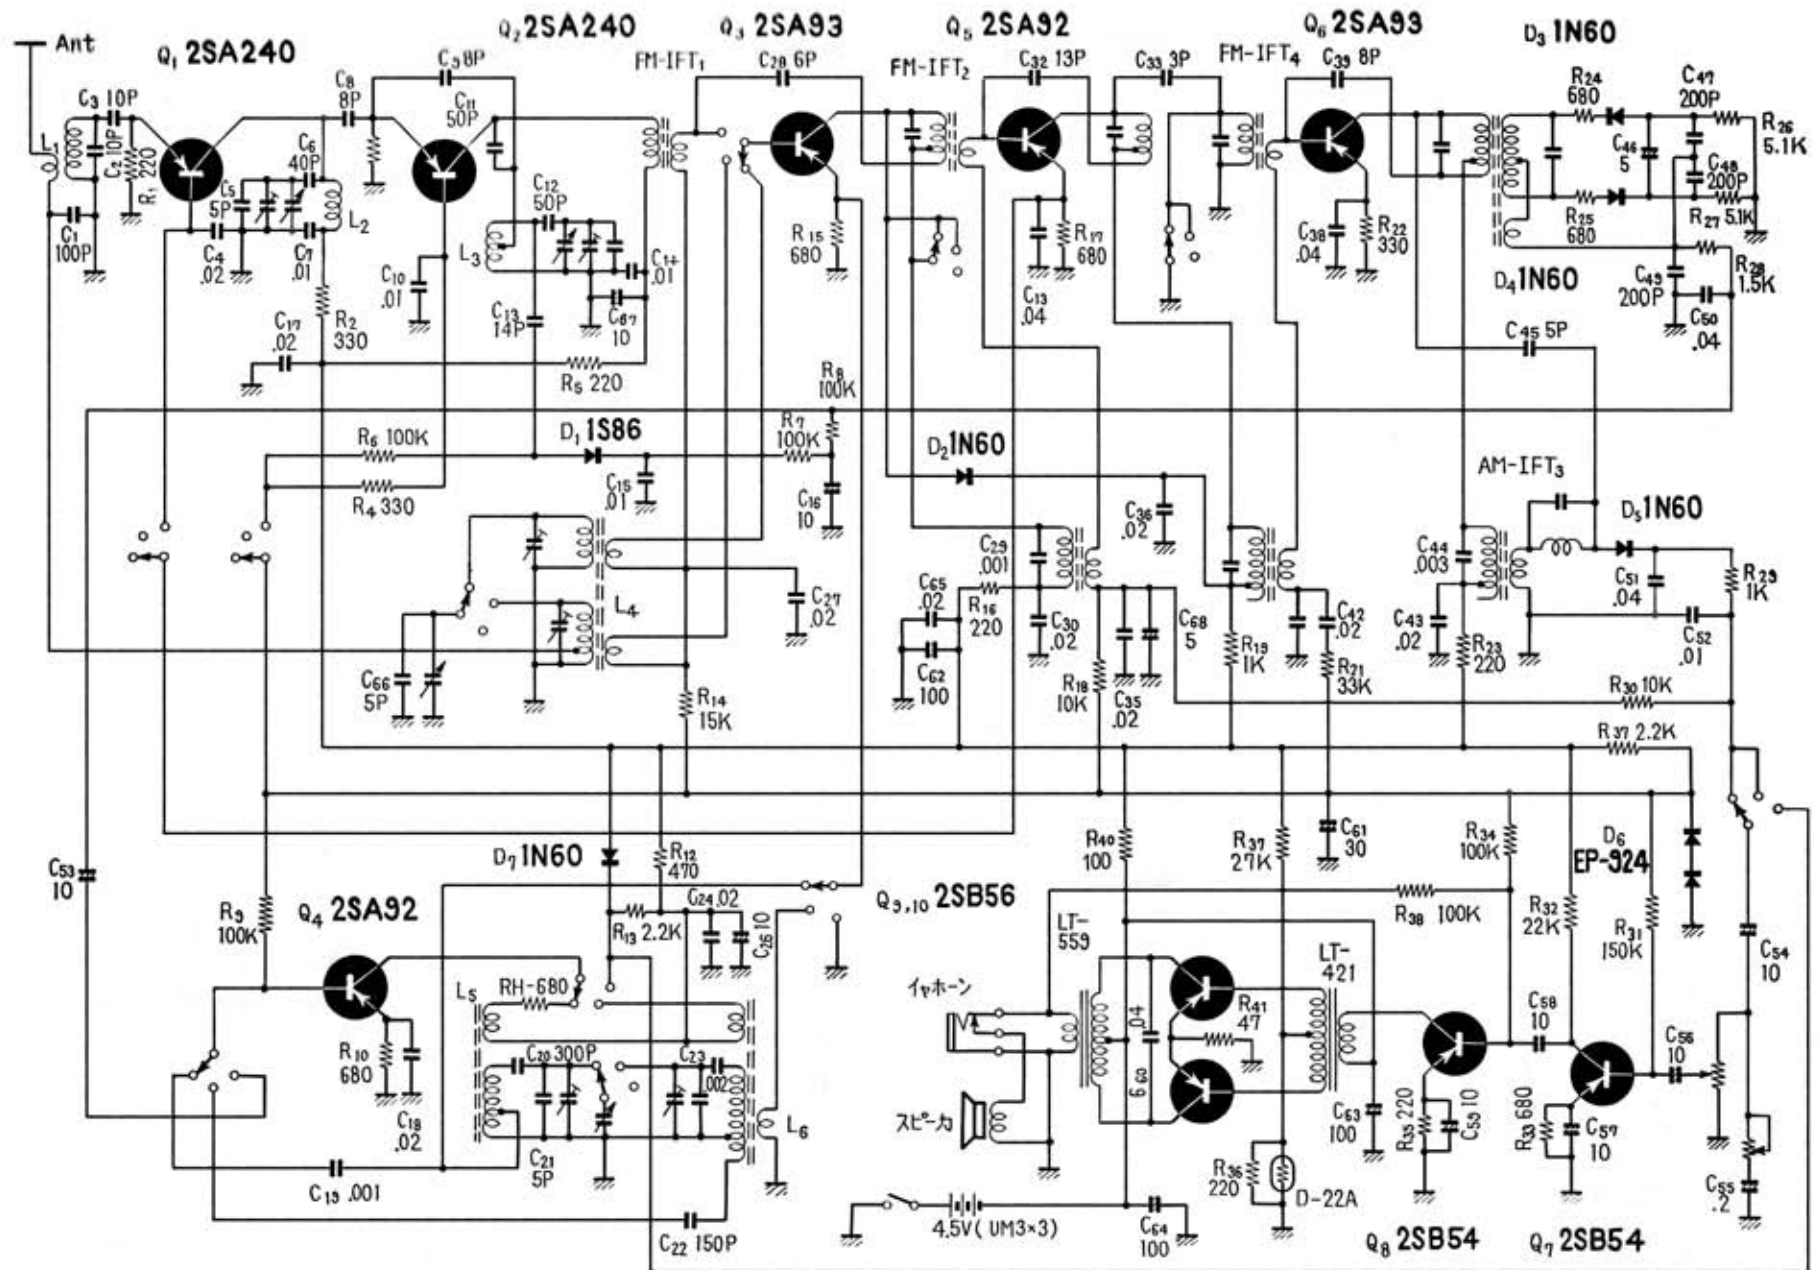 Ant
Q1 2SA240
Q2 2SA240
Q3 2SA93
Q5 2SA92
Q6 2SA93
D3 1N60
C3 10P
L1
C2 10P
R1 220
C1
100P
C8
8P
C9 8P
C11
50P
C6
40P
C5
5P
C4
.02
C7
.01
L2
C10
.01
C12
50P
L3
C14
.01
C13
14P
C67
10
C17
.02
R2
330
R5 220
FM-IFT1
C28 6P
R15
680
FM-IFT2
C32 13P
C13
.04
R17
680
C33 3P
FM-IFT4
C39 8P
C38
.04
R22
330
R24
680
C47
200P
R26
5.1K
C46
5
C48
200P
R25
680
R27 5.1K
D4 1N60
C49
200P
R28
1.5K
C50
.04
C45 5P
R8
100K
R6 100K
D1 1S86
R7
100K
R4 330
C15
.01
C16
10
D2 1N60
C36
.02
AM-IFT3
D5 1N60
C29
.001
C65
.02
R16
220
C30
.02
C62
100
C44
.003
C51
.04
R29
1K
C43
.02
R23
220
C52
.01
C27
.02
L4
C66
5P
R14
15K
R18
10K
C35
.02
C68
5
R19
1K
C42
.02
R21
33K
R30 10K
R37 2.2K
C53
10
R9
100K
Q4 2SA92
D7 1N60
R12
470
R13 2.2K
C24 .02
C26 10
R40
100
R37
27K
C61
30
R34
100K
D6
EP-924
Q9,10 2SB56
R38 100K
R32
22K
R31
150K
C54
10
LT-
559
LT-
421
イヤホーン
スピーカ
L5
RH-680
R10
680
C18
.02
C20 300P
C23
.002
C21
5P
L6
C19 .001
C22 150P
.04
C60
R41
47
C63
100
R36
220
D-22A
C58
10
C56
10
R35 220
C59 10
R33 680
C57
10
C55
.2
4.5V( UM3×3)
C64
100
Q8 2SB54
Q7 2SB54